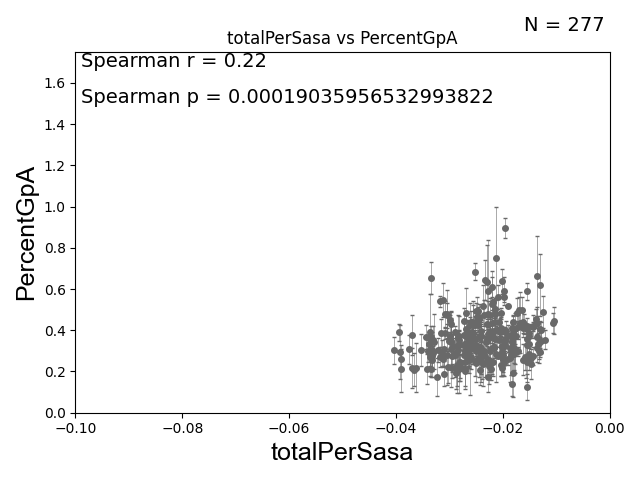 N = 277
totalPerSasa vs PercentGpA
Spearman r = 0.22
Spearman p = 0.00019035956532993822
1.6
1.4
1.2
1.0
0.8
0.6
0.4
0.2
0.0
PercentGpA
−0.10
−0.08
−0.06
−0.04
−0.02
0.00
totalPerSasa